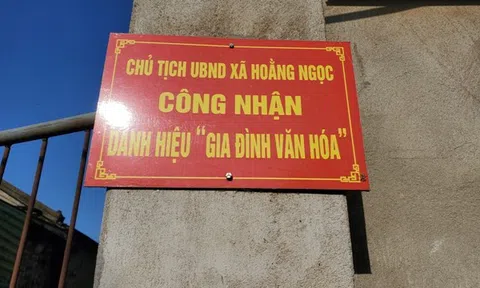 CHỦ TỊCH UBND XÃ HOẰNG NGỌC
CÔNG NHẬN
DANH HIỆU "GIA ĐÌNH VĂN HÓA"